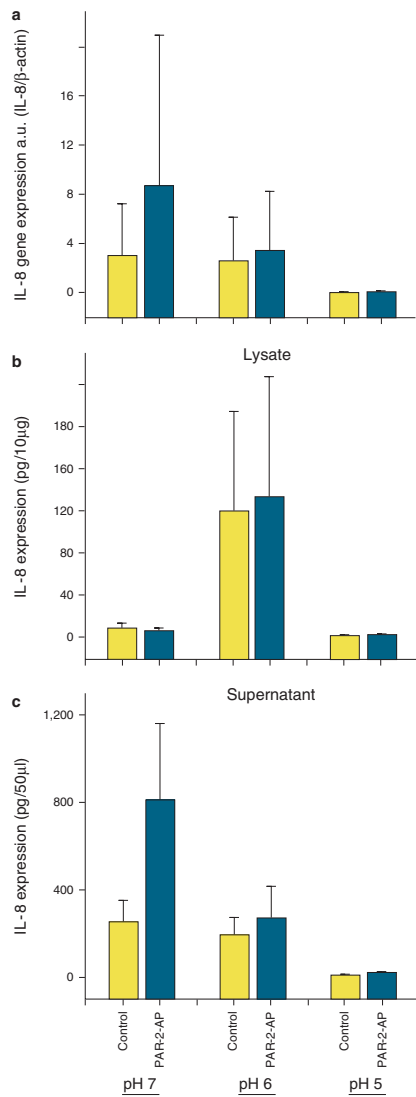 a
IL-8 gene expression a.u. (IL-8/β-actin)
16
12
8
4
0
b
Lysate
IL-8 expression (pg/10μg)
180
160
120
80
40
0
c
Supernatant
IL-8 expression (pg/50μl)
1,200
800
400
0
Control PAR-2-AP Control PAR-2-AP Control PAR-2-AP
pH 7 pH 6 pH 5